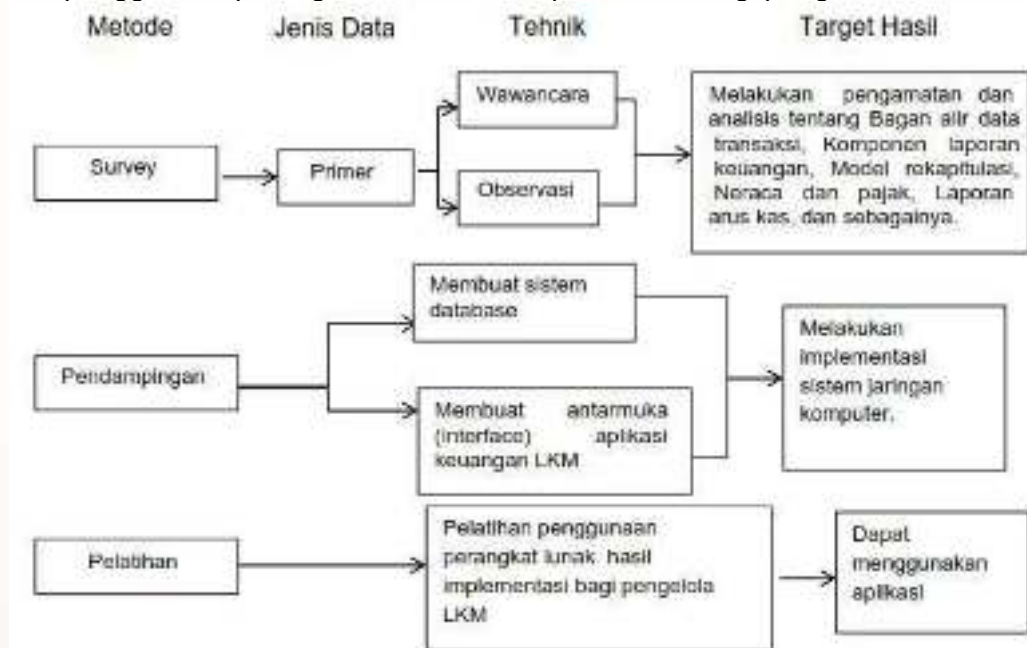 Metode Jenis Data Tehnik Target Hasil
Wawancara
Survey
Primer
Observasi
Melakukan pengamatan dan
analisis tentang Bagan alir data
transaksi, Komponen laporan
keuangan, Model rekapitulasi,
Neraca dan pajak, Laporan
arus kas, dan sebagainya.
Pendampingan
Membuat sistem
database
Membuat antarmuka
(interface) aplikasi
keuangan LKM
Melakukan
implementasi
sistem jaringan
komputer.
Pelatihan
Pelatihan penggunaan
perangkat lunak hasil
implementasi bagi pengelola
LKM
Dapat
menggunakan
aplikasi